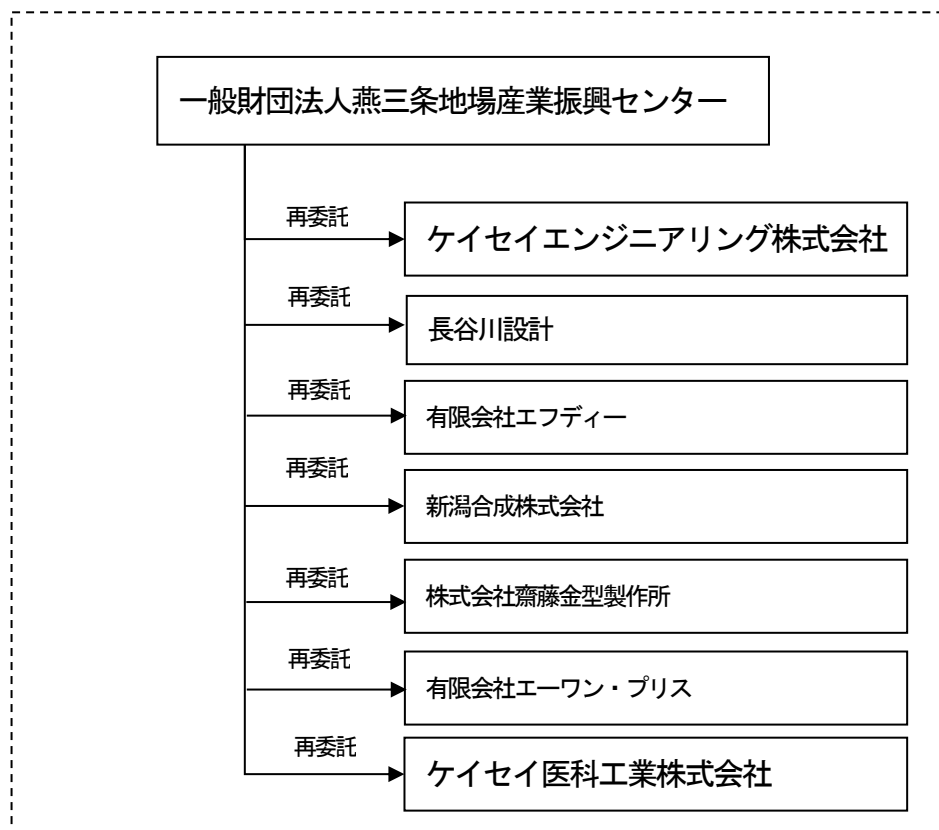 一般財団法人燕三条地場産業振興センター
再委託
ケイセイエンジニアリング株式会社
再委託
長谷川設計
再委託
有限会社エフディー
再委託
新潟合成株式会社
再委託
株式会社齋藤金型製作所
再委託
有限会社エーワン・プリス
再委託
ケイセイ医科工業株式会社